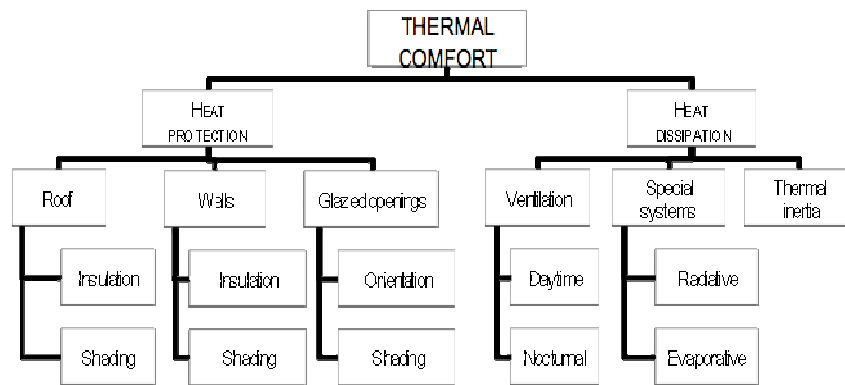 THERMAL
COMFORT
HEAT
PROTECTION
HEAT
DISSIPATION
Roof
Walls
Glazed openings
Ventilation
Special
systems
Thermal
inertia
Insulation
Insulation
Orientation
Daytime
Radiative
Shading
Shading
Shading
Nocturnal
Evaporative